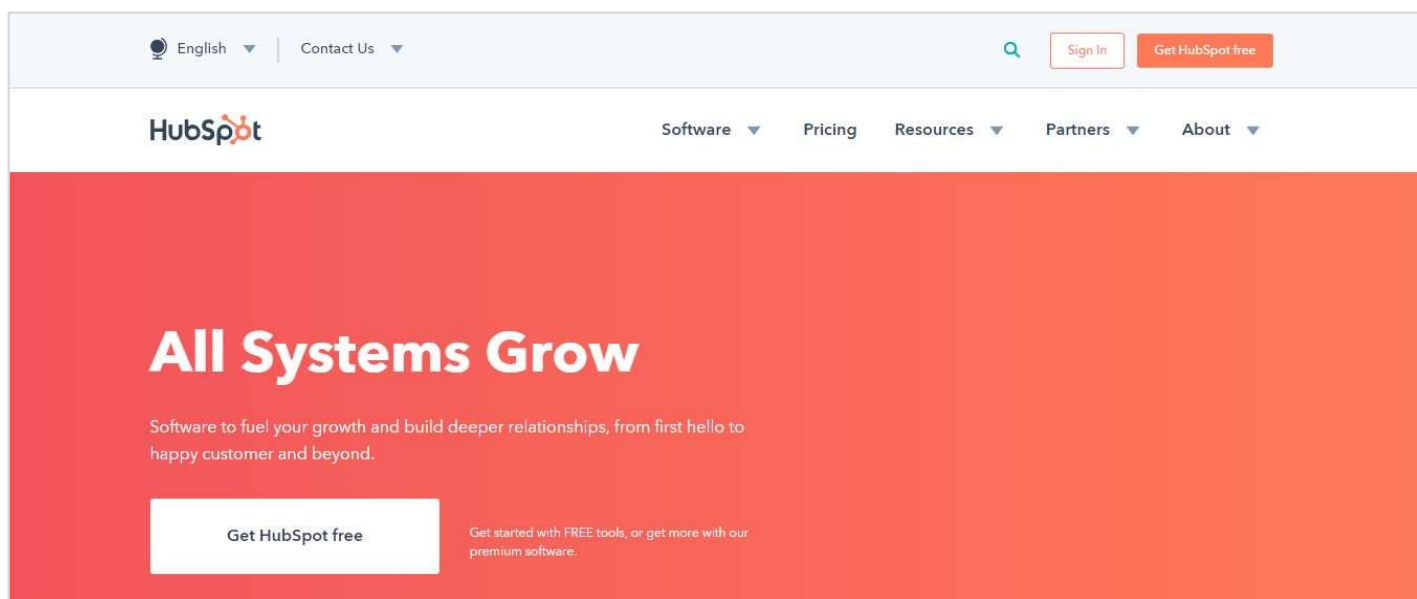 English
Contact Us
Sign In
Get HubSpot free
HubSpot
Software
Pricing
Resources
Partners
About
All Systems Grow
Software to fuel your growth and build deeper relationships, from first hello to
happy customer and beyond.
Get HubSpot free
Get started with FREE tools, or get more with our
premium software.